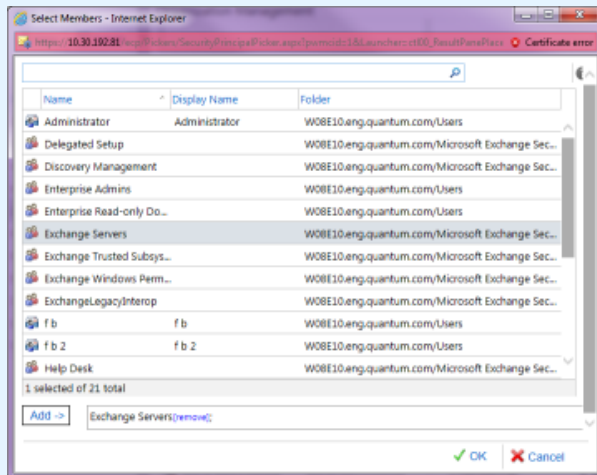 Select Members - Internet Explorer
https://10.30.192.81/ecp/Pickers/SecurityPrincipalPicker.aspx? Certificate error
Name Display Name Folder
Administrator Administrator W08E10.eng.quantum.com/Users
Delegated Setup W08E10.eng.quantum.com/Microsoft Exchange Sec...
Discovery Management W08E10.eng.quantum.com/Microsoft Exchange Sec...
Enterprise Admins W08E10.eng.quantum.com/Users
Enterprise Read-only Do... W08E10.eng.quantum.com/Users
Exchange Servers W08E10.eng.quantum.com/Microsoft Exchange Sec...
Exchange Trusted Subsys... W08E10.eng.quantum.com/Microsoft Exchange Sec...
Exchange Windows Perm... W08E10.eng.quantum.com/Microsoft Exchange Sec...
ExchangeLegacyInterop W08E10.eng.quantum.com/Microsoft Exchange Sec...
f b f b W08E10.eng.quantum.com/Users
f b 2 f b 2 W08E10.eng.quantum.com/Users
Help Desk W08E10.eng.quantum.com/Microsoft Exchange Sec...
1 selected of 21 total
Add -> Exchange Servers[remove];
OK Cancel